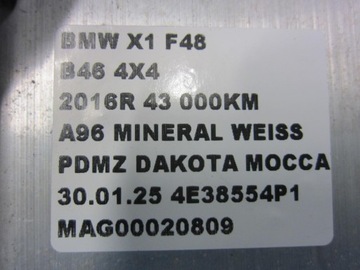 BMW X1 F48
B46 4X4
2016R 43 000KM
A96 MINERAL WEISS
PDMZ DAKOTA MOCCA
30.01.25 4E38554P1
MAG00020809